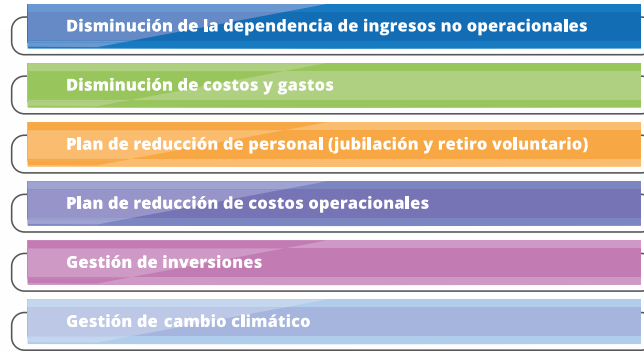 Disminución de la dependencia de ingresos no operacionales
Disminución de costos y gastos
Plan de reducción de personal (jubilación y retiro voluntario)
Plan de reducción de costos operacionales
Gestión de inversiones
Gestión de cambio climático